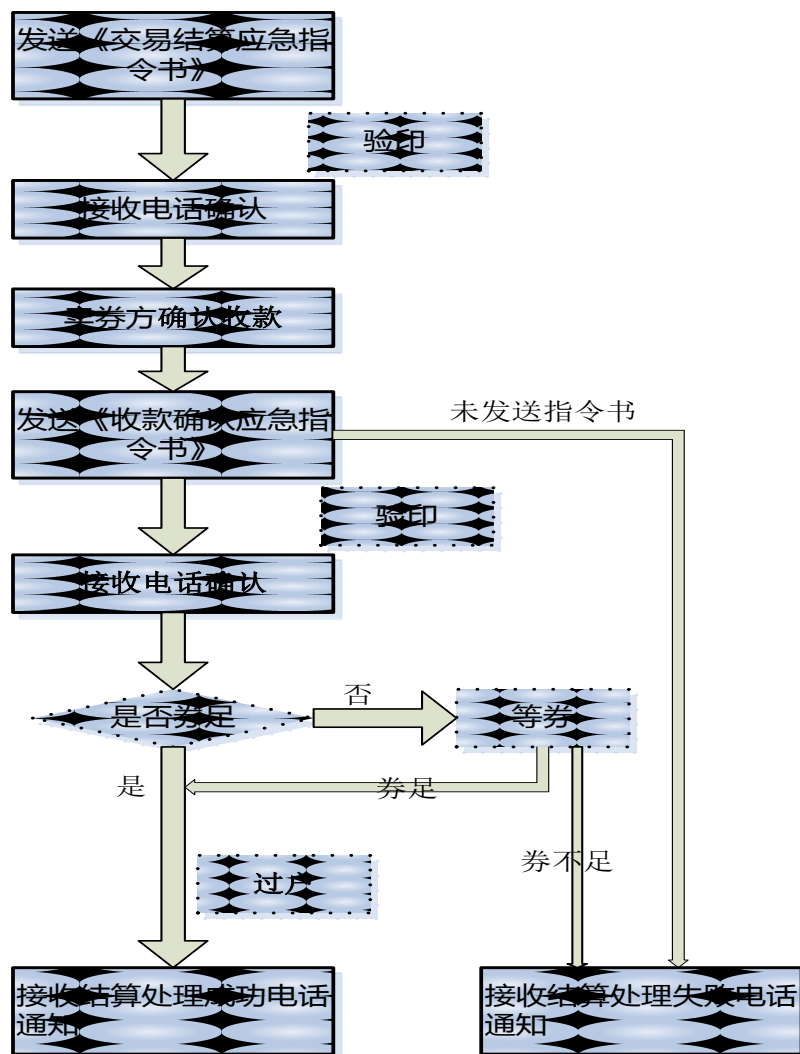 发送《交易结算应急指
令书》
验印
接收电话确认
卖券方确认收款
发送《收款确认应急指
令书》
未发送指令书
验印
接收电话确认
是否券足
否
等券
是
券足
券不足
过户
接收结算处理成功电话
通知
接收结算处理失败电话
通知